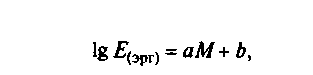 lg E(эрг) = aM + b,